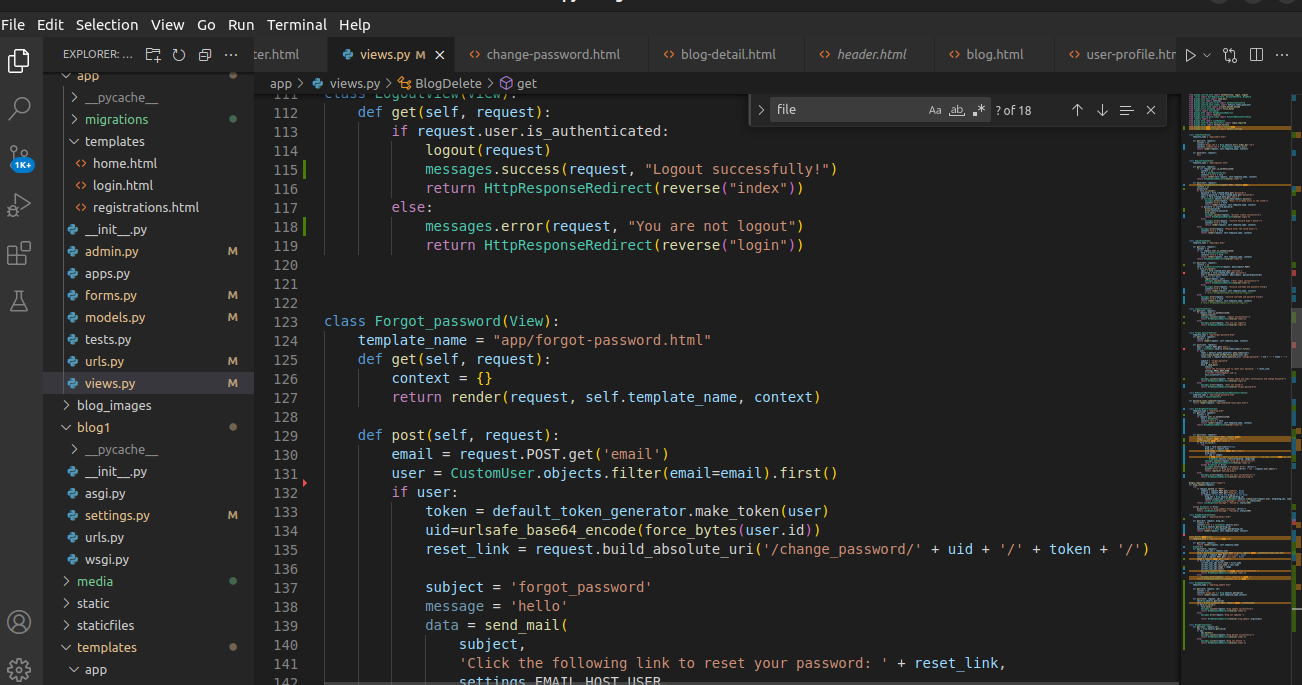 File Edit Selection View Go Run Terminal Help
EXPLORER: ...
ter.html views.py M change-password.html blog-detail.html header.html blog.html user-profile.htm
app > views.py > BlogDelete > get
file Aa ab .* ? of 18
app
__pycache__
migrations
templates
home.html
login.html
registrations.html
__init__.py
admin.py M
apps.py
forms.py M
models.py M
tests.py
urls.py M
views.py M
blog_images
blog1
__pycache__
__init__.py
asgi.py
settings.py M
urls.py
wsgi.py
media
static
staticfiles
templates
app
1K+
111 class LogoutView(View):
112 def get(self, request):
113 if request.user.is_authenticated:
114 logout(request)
115 messages.success(request, "Logout successfully!")
116 return HttpResponseRedirect(reverse("index"))
117 else:
118 messages.error(request, "You are not logout")
119 return HttpResponseRedirect(reverse("login"))
120
121
122
123 class Forgot_password(View):
124 template_name = "app/forgot-password.html"
125 def get(self, request):
126 context = {}
127 return render(request, self.template_name, context)
128
129 def post(self, request):
130 email = request.POST.get('email')
131 user = CustomUser.objects.filter(email=email).first()
132 if user:
133 token = default_token_generator.make_token(user)
134 uid=urlsafe_base64_encode(force_bytes(user.id))
135 reset_link = request.build_absolute_uri('/change_password/' + uid + '/' + token + '/')
136
137 subject = 'forgot_password'
138 message = 'hello'
139 data = send_mail(
140 subject,
141 'Click the following link to reset your password: ' + reset_link,
142 settings.EMAIL_HOST_USER